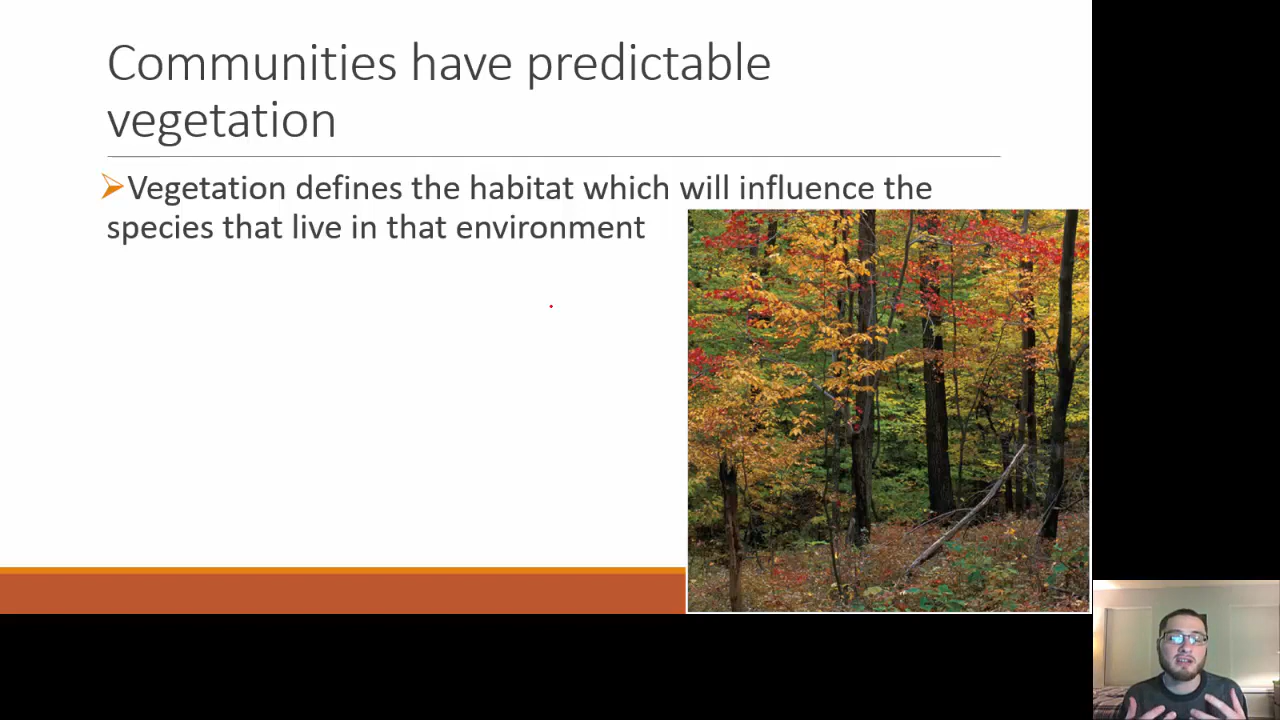 Communities have predictable
vegetation
Vegetation defines the habitat which will influence the
species that live in that environment